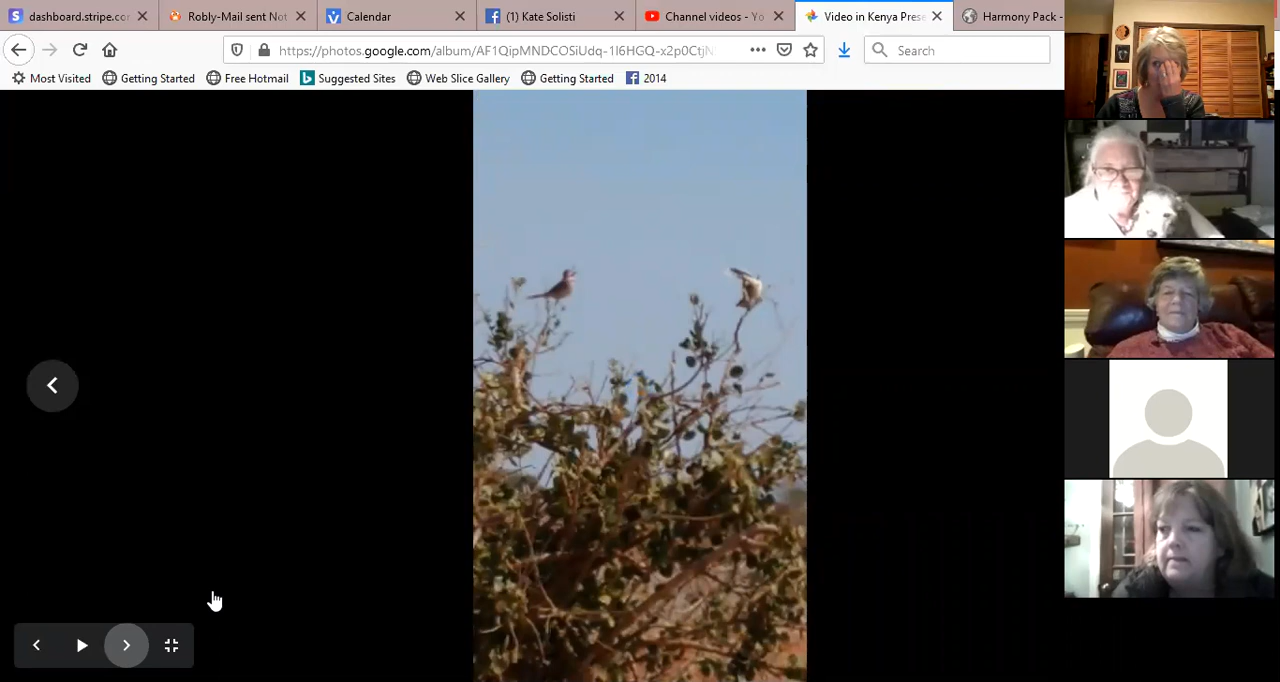 dashboard.stripe.co
Robly-Mail sent Not
Calendar
(1) Kate Solisti
Channel videos - Yo
Video in Kenya Pres
Harmony Pack -
https://photos.google.com/album/AF1QipMNDCOSiUdq-1I6HGQ-x2p0CtjN
Search
Most Visited
Getting Started
Free Hotmail
Suggested Sites
Web Slice Gallery
Getting Started
2014